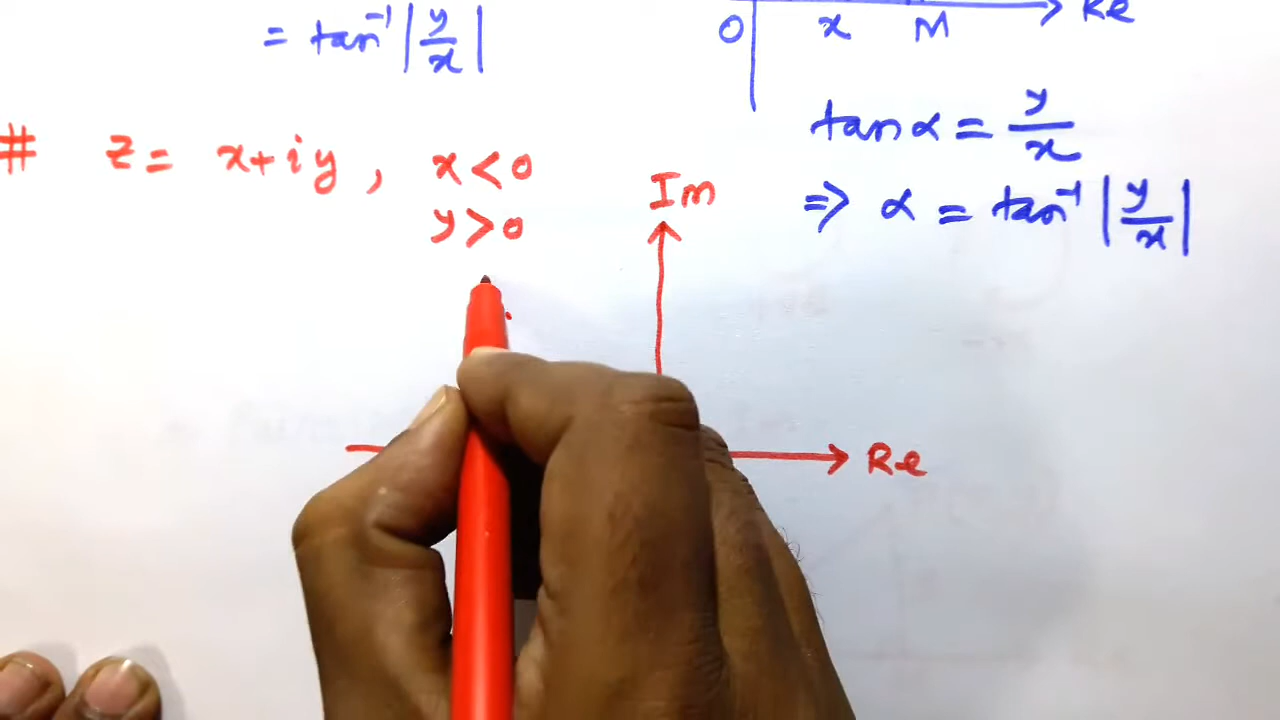 = tan⁻¹|y/x|
O x M Re
tan α = y/x
# z = x+iy, x<0
y>0
Im
⇒ α = tan⁻¹|y/x|
Re